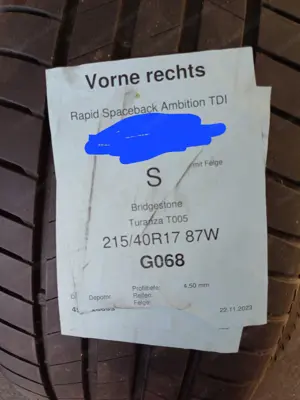 Vorne rechts
Rapid Spaceback Ambition TDI
S
mit Felge
Bridgestone
Turanza T005
215/40R17 87W
G068
Depotnr.
Profiltiefe: 4.50 mm
Reifen:
Felge:
22.11.2023